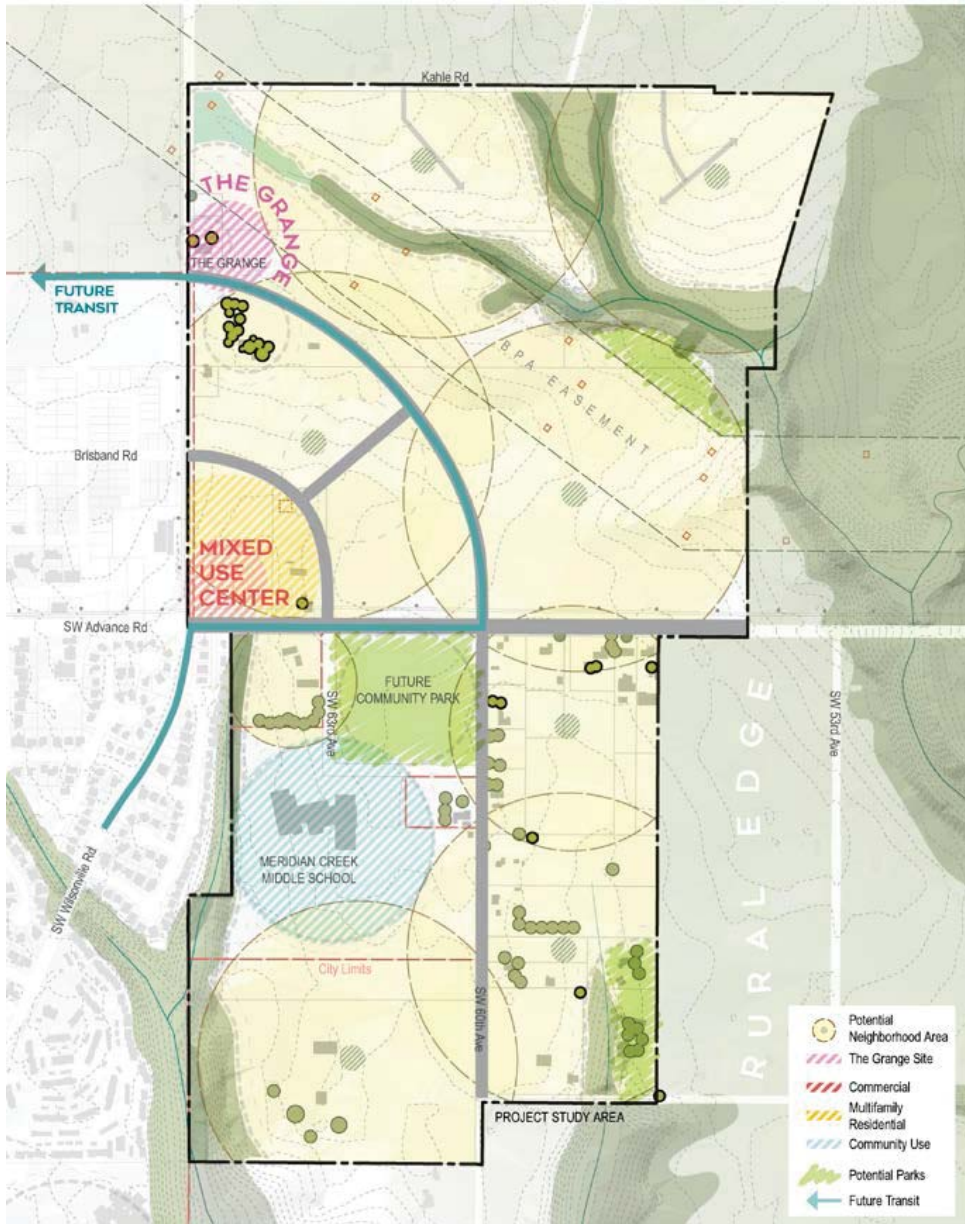 Kahle Rd
THE GRANGE
THE GRANGE
FUTURE
TRANSIT
BPA EASEMENT
Brisband Rd
MIXED
USE
CENTER
SW Advance Rd
FUTURE
COMMUNITY PARK
SW 63rd Ave
SW 53rd Ave
RURAL EDGE
MERIDIAN CREEK
MIDDLE SCHOOL
SW Wilsonville Rd
City Limits
SW 60th Ave
PROJECT STUDY AREA
Potential
Neighborhood Area
The Grange Site
Commercial
Multifamily
Residential
Community Use
Potential Parks
Future Transit